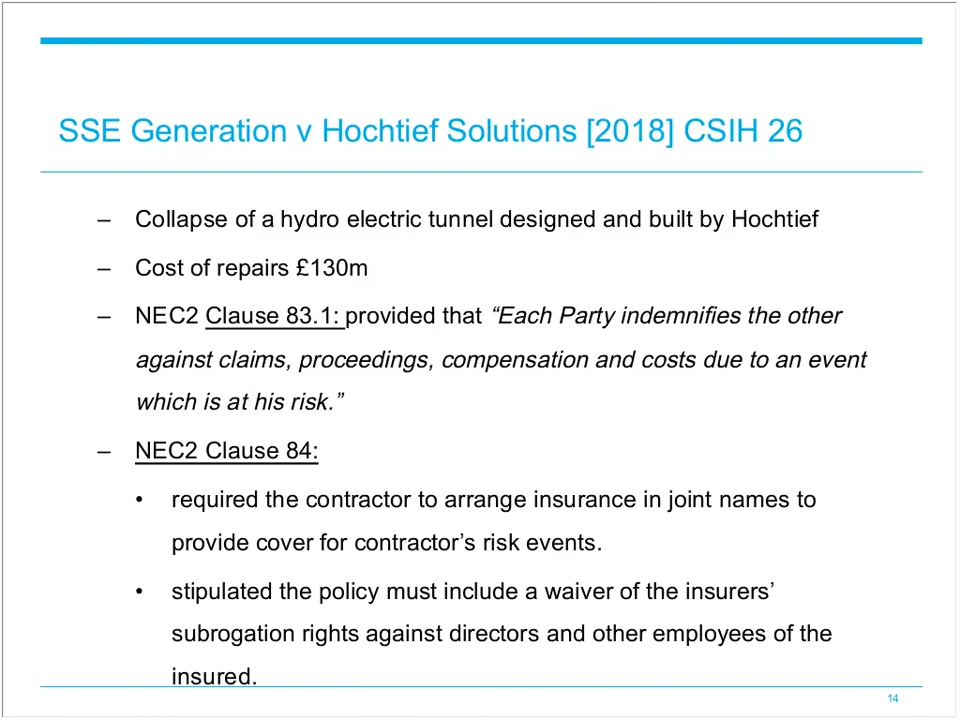 SSE Generation v Hochtief Solutions [2018] CSIH 26
– Collapse of a hydro electric tunnel designed and built by Hochtief
– Cost of repairs £130m
– NEC2 Clause 83.1: provided that “Each Party indemnifies the other
against claims, proceedings, compensation and costs due to an event
which is at his risk.”
– NEC2 Clause 84:
• required the contractor to arrange insurance in joint names to
provide cover for contractor’s risk events.
• stipulated the policy must include a waiver of the insurers’
subrogation rights against directors and other employees of the
insured.
14